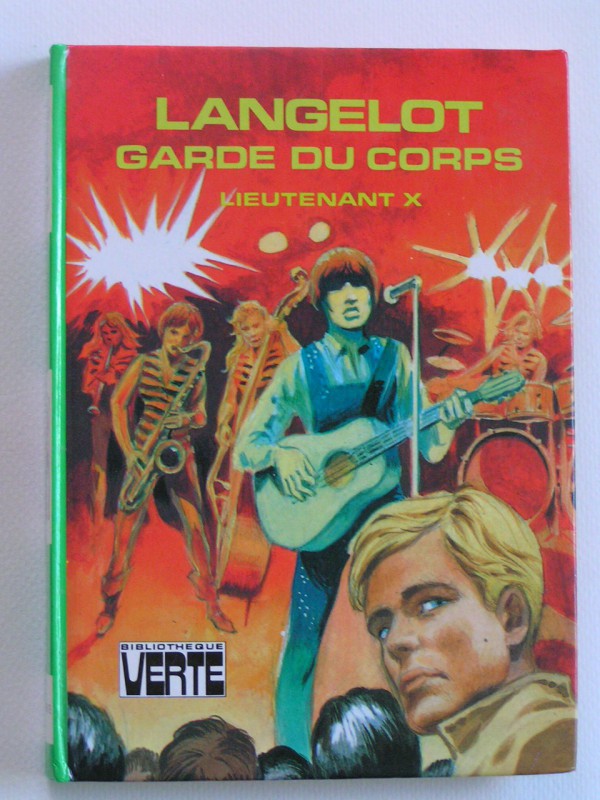 LANGELOT
GARDE DU CORPS
LIEUTENANT X
BIBLIOTHEQUE
VERTE